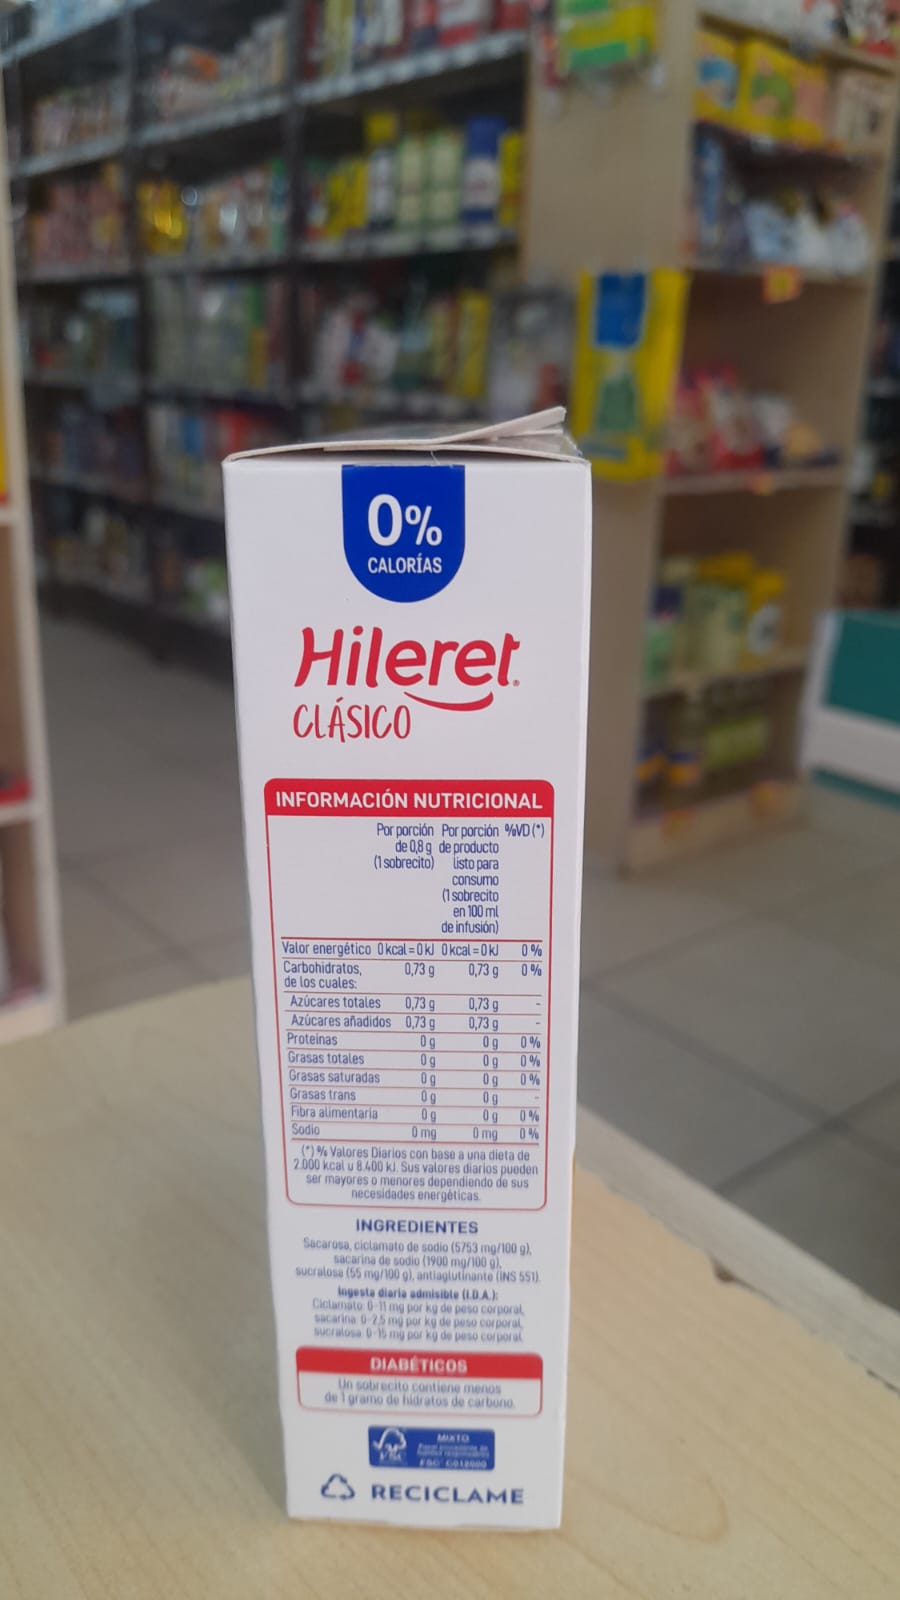 0%
CALORÍAS
Hileret®
CLÁSICO
INFORMACIÓN NUTRICIONAL
Por porción de 0,8 g (1 sobrecito) Por porción de producto listo para consumo (1 sobrecito en 100 ml de infusión) %VD (*)
Valor energético 0 kcal = 0 kJ 0 kcal = 0 kJ 0 %
Carbohidratos, 0,73 g 0,73 g 0 %
de los cuales:
Azúcares totales 0,73 g 0,73 g -
Azúcares añadidos 0,73 g 0,73 g -
Proteínas 0 g 0 g 0 %
Grasas totales 0 g 0 g 0 %
Grasas saturadas 0 g 0 g 0 %
Grasas trans 0 g 0 g -
Fibra alimentaria 0 g 0 g 0 %
Sodio 0 mg 0 mg 0 %
(*) % Valores Diarios con base a una dieta de
2.000 kcal u 8.400 kJ. Sus valores diarios pueden
ser mayores o menores dependiendo de sus
necesidades energéticas.
INGREDIENTES
Sacarosa, ciclamato de sodio (5753 mg/100 g),
sacarina de sodio (1900 mg/100 g),
sucralosa (55 mg/100 g), antiaglutinante (INS 551).
Ingesta diaria admisible (I.D.A.):
Ciclamato: 0-11 mg por kg de peso corporal,
sacarina: 0-2,5 mg por kg de peso corporal,
sucralosa: 0-15 mg por kg de peso corporal.
DIABÉTICOS
Un sobrecito contiene menos
de 1 gramo de hidratos de carbono.
MIXTO
RECICLAME